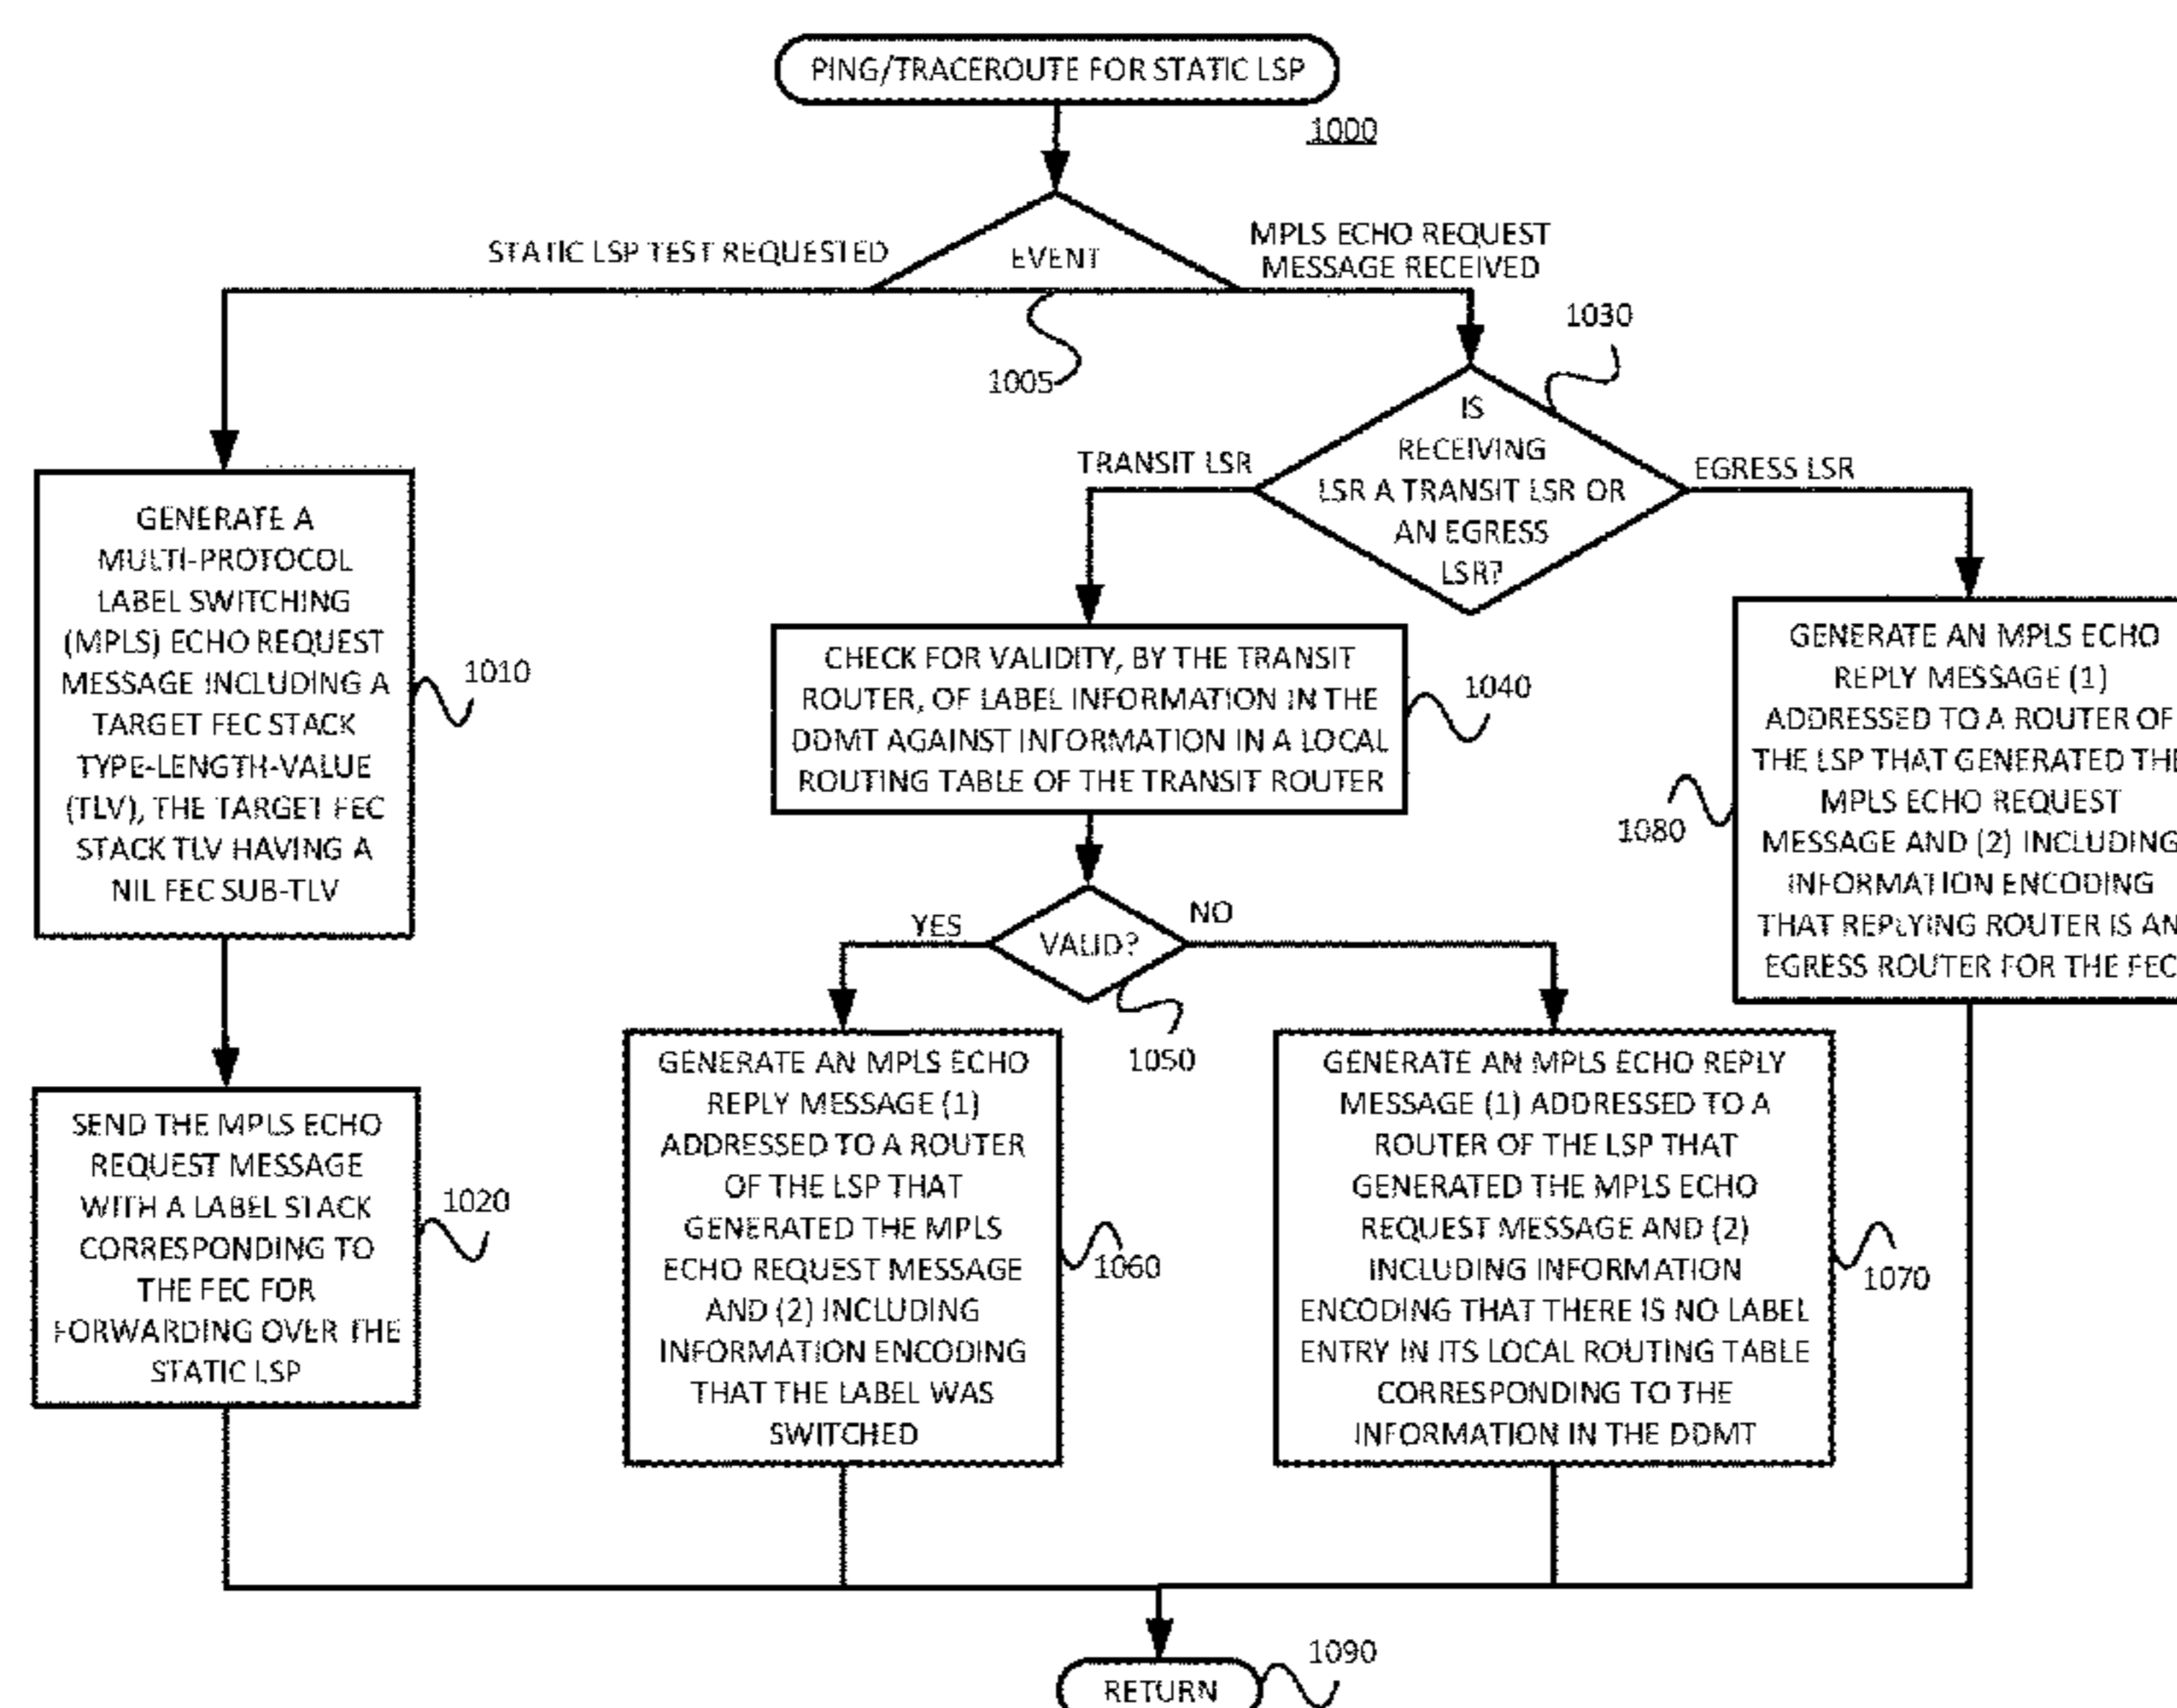 PING/TRACEROUTE FOR STATIC LSP
1000
EVENT
STATIC LSP TEST REQUESTED
MPLS ECHO REQUEST
MESSAGE RECEIVED
1005
1030
IS
RECEIVING
LSR A TRANSIT LSR OR
AN EGRESS
LSR?
TRANSIT LSR
EGRESS LSR
GENERATE A
MULTI-PROTOCOL
LABEL SWITCHING
(MPLS) ECHO REQUEST
MESSAGE INCLUDING A
TARGET FEC STACK
TYPE-LENGTH-VALUE
(TLV), THE TARGET FEC
STACK TLV HAVING A
NIL FEC SUB-TLV
1010
CHECK FOR VALIDITY, BY THE TRANSIT
ROUTER, OF LABEL INFORMATION IN THE
DDMT AGAINST INFORMATION IN A LOCAL
ROUTING TABLE OF THE TRANSIT ROUTER
1040
GENERATE AN MPLS ECHO
REPLY MESSAGE (1)
ADDRESSED TO A ROUTER OF
THE LSP THAT GENERATED THE
MPLS ECHO REQUEST
MESSAGE AND (2) INCLUDING
INFORMATION ENCODING
THAT REPLYING ROUTER IS AN
EGRESS ROUTER FOR THE FEC
1080
VALID?
YES
NO
1050
SEND THE MPLS ECHO
REQUEST MESSAGE
WITH A LABEL STACK
CORRESPONDING TO
THE FEC FOR
FORWARDING OVER THE
STATIC LSP
1020
GENERATE AN MPLS ECHO
REPLY MESSAGE (1)
ADDRESSED TO A ROUTER
OF THE LSP THAT
GENERATED THE MPLS
ECHO REQUEST MESSAGE
AND (2) INCLUDING
INFORMATION ENCODING
THAT THE LABEL WAS
SWITCHED
1060
GENERATE AN MPLS ECHO REPLY
MESSAGE (1) ADDRESSED TO A
ROUTER OF THE LSP THAT
GENERATED THE MPLS ECHO
REQUEST MESSAGE AND (2)
INCLUDING INFORMATION
ENCODING THAT THERE IS NO LABEL
ENTRY IN ITS LOCAL ROUTING TABLE
CORRESPONDING TO THE
INFORMATION IN THE DDMT
1070
RETURN
1090